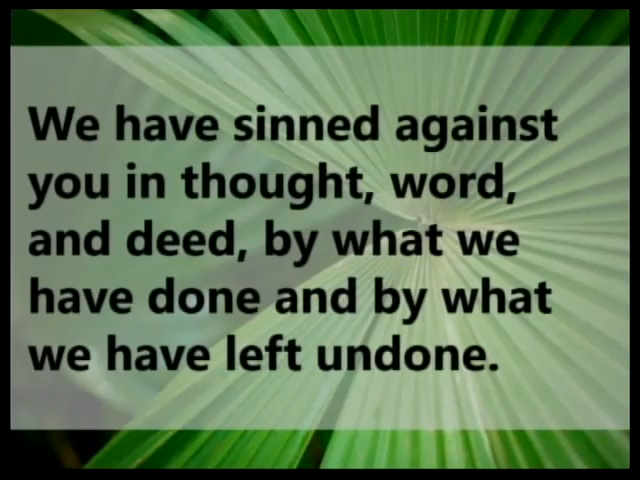 We have sinned against
you in thought, word,
and deed, by what we
have done and by what
we have left undone.